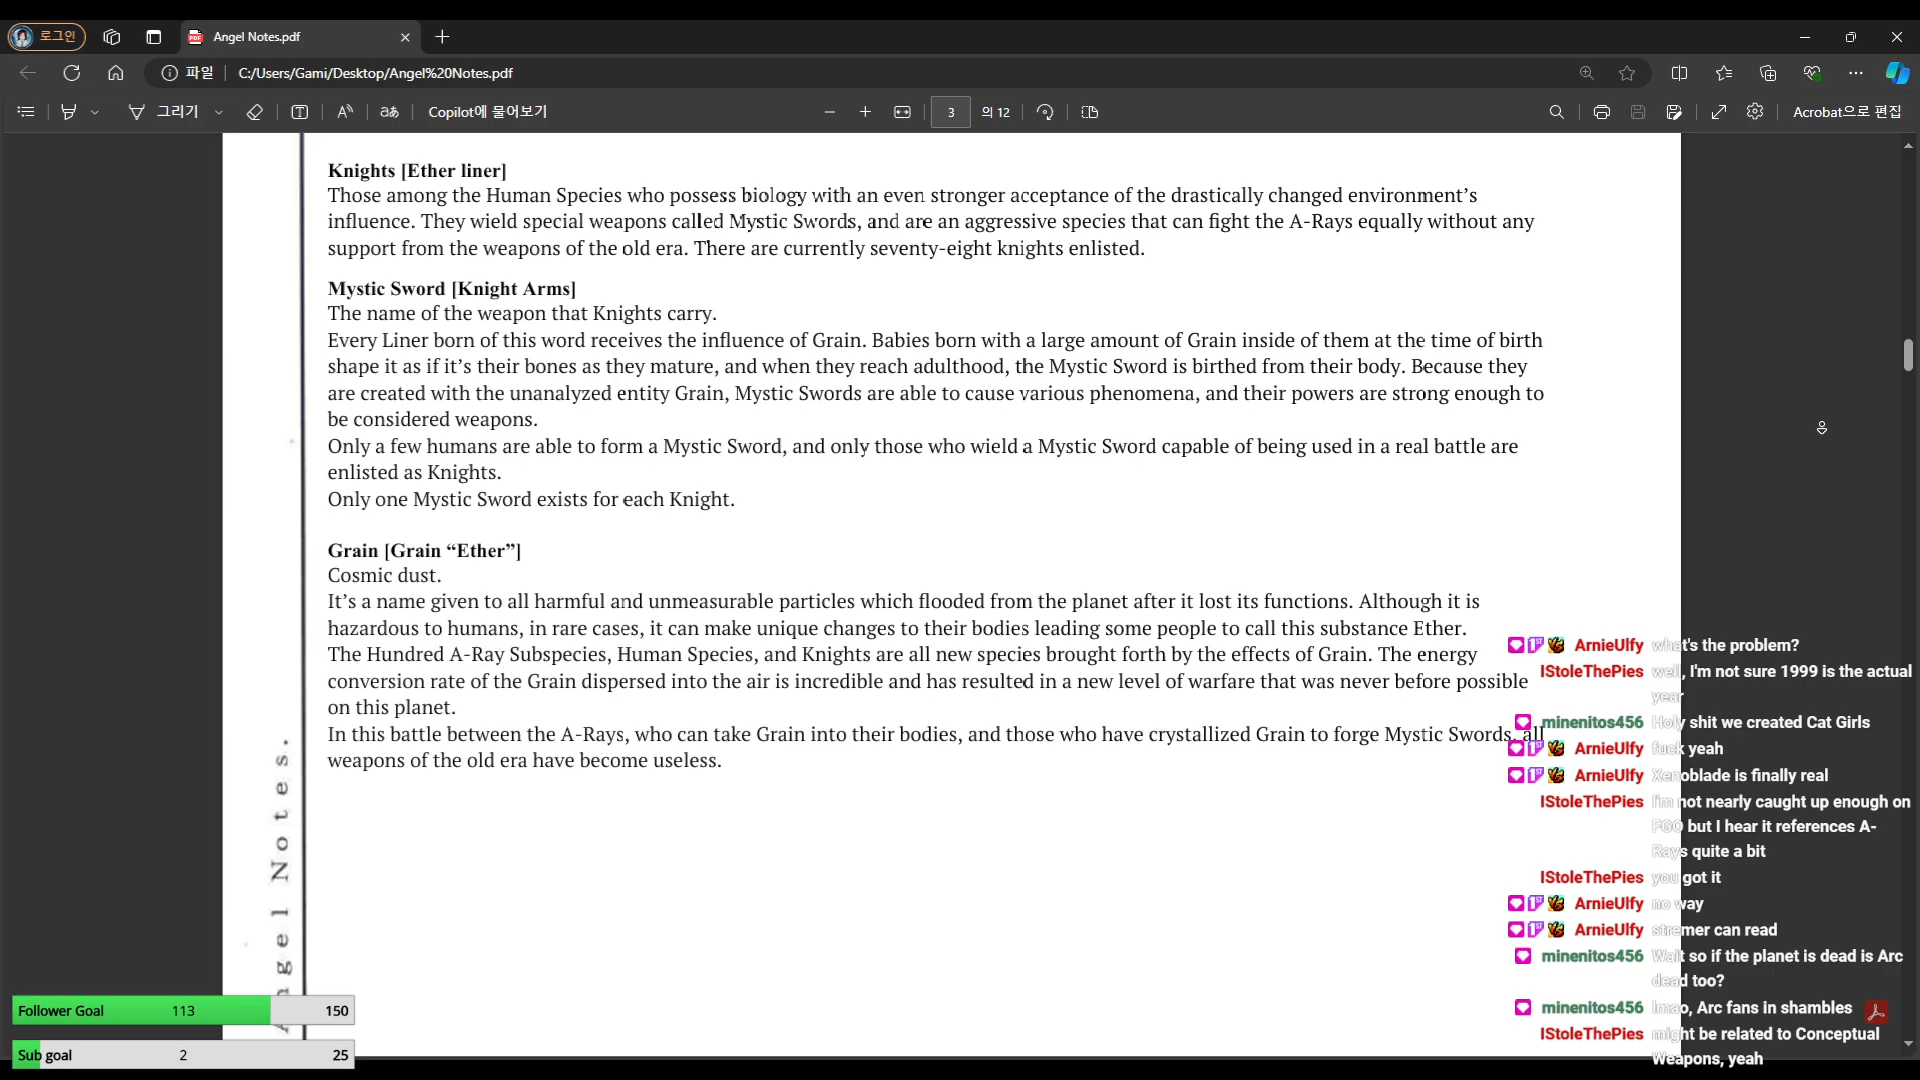 로그인
Angel Notes.pdf
파일
C:/Users/Gami/Desktop/Angel%20Notes.pdf
그리기
Copilot에 물어보기
3
의 12
Acrobat으로 편집
Knights [Ether liner]
Those among the Human Species who possess biology with an even stronger acceptance of the drastically changed environment's
influence. They wield special weapons called Mystic Swords, and are an aggressive species that can fight the A-Rays equally without any
support from the weapons of the old era. There are currently seventy-eight knights enlisted.
Mystic Sword [Knight Arms]
The name of the weapon that Knights carry.
Every Liner born of this word receives the influence of Grain. Babies born with a large amount of Grain inside of them at the time of birth
shape it as if it's their bones as they mature, and when they reach adulthood, the Mystic Sword is birthed from their body. Because they
are created with the unanalyzed entity Grain, Mystic Swords are able to cause various phenomena, and their powers are strong enough to
be considered weapons.
Only a few humans are able to form a Mystic Sword, and only those who wield a Mystic Sword capable of being used in a real battle are
enlisted as Knights.
Only one Mystic Sword exists for each Knight.
Grain [Grain “Ether”]
Cosmic dust.
It's a name given to all harmful and unmeasurable particles which flooded from the planet after it lost its functions. Although it is
hazardous to humans, in rare cases, it can make unique changes to their bodies leading some people to call this substance Ether.
The Hundred A-Ray Subspecies, Human Species, and Knights are all new species brought forth by the effects of Grain. The energy
conversion rate of the Grain dispersed into the air is incredible and has resulted in a new level of warfare that was never before possible
on this planet.
In this battle between the A-Rays, who can take Grain into their bodies, and those who have crystallized Grain to forge Mystic Swords, all
weapons of the old era have become useless.
Angel Notes.
ArnieUlfy what's the problem?
IStoleThePies well, I'm not sure 1999 is the actual
year
minenitos456 Holy shit we created Cat Girls
ArnieUlfy fuck yeah
ArnieUlfy Xenoblade is finally real
IStoleThePies I'm not nearly caught up enough on
FGO but I hear it references A-
Rays quite a bit
IStoleThePies you got it
ArnieUlfy no way
ArnieUlfy stremer can read
minenitos456 Wait so if the planet is dead is Arc
dead too?
minenitos456 lmao, Arc fans in shambles
IStoleThePies might be related to Conceptual
Weapons, yeah
Follower Goal 113 150
Sub goal 2 25